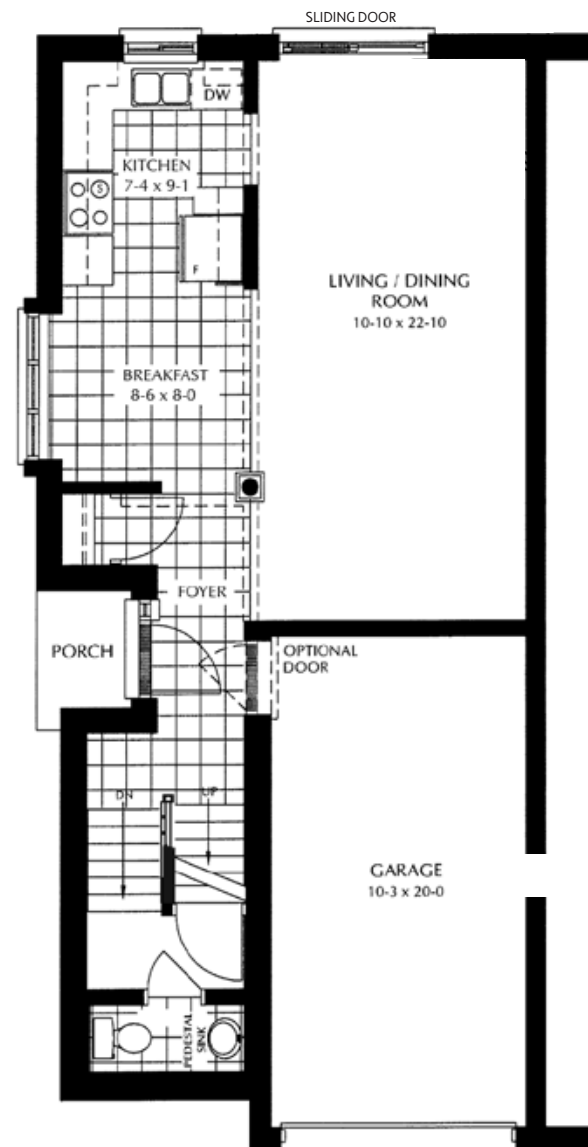 SLIDING DOOR
DW
KITCHEN
7-4 x 9-1
S
F
LIVING / DINING
ROOM
10-10 x 22-10
BREAKFAST
8-6 x 8-0
FOYER
PORCH
OPTIONAL
DOOR
DN
UP
GARAGE
10-3 x 20-0
PEDESTAL
SINK